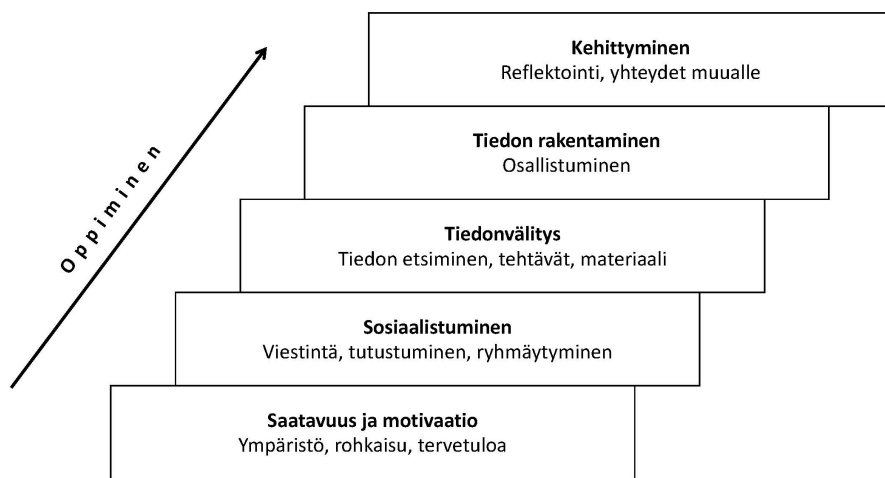 Kehittyminen
Reflektointi, yhteydet muualle
Tiedon rakentaminen
Osallistuminen
Oppiminen
Tiedonvälitys
Tiedon etsiminen, tehtävät, materiaali
Sosiaalistuminen
Viestintä, tutustuminen, ryhmäytyminen
Saatavuus ja motivaatio
Ympäristö, rohkaisu, tervetuloa